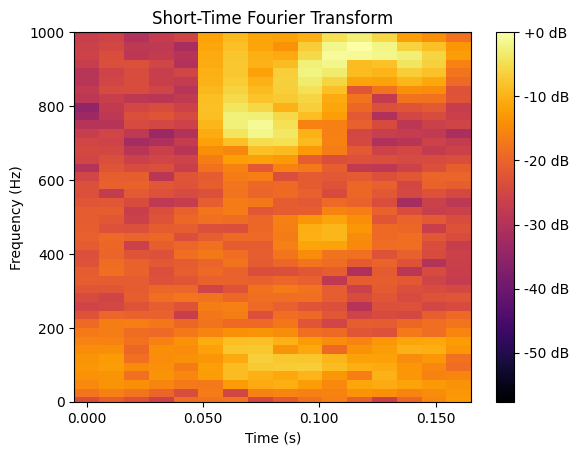 Short-Time Fourier Transform
1000
800
600
400
200
0
Frequency (Hz)
0.000
0.050
0.100
0.150
Time (s)
+0 dB
-10 dB
-20 dB
-30 dB
-40 dB
-50 dB